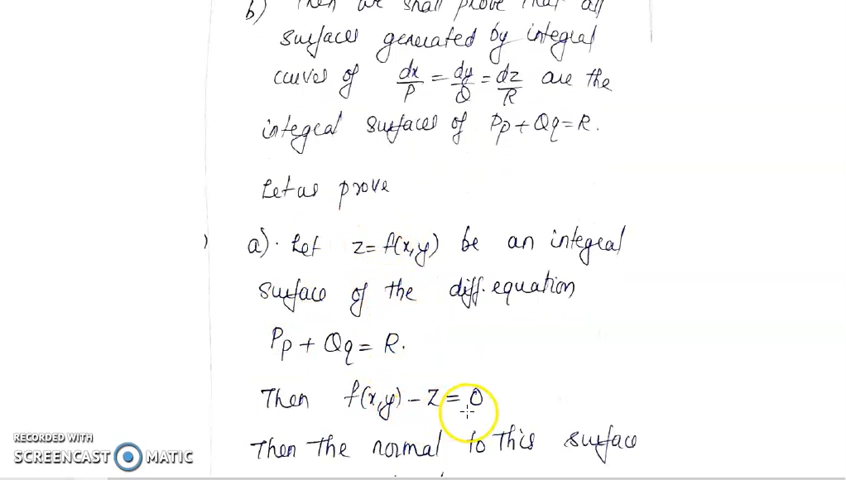 b) Then we shall prove that all
surfaces generated by integral
curves of dx/P = dy/Q = dz/R are the
integral surfaces of Pp + Qq = R.
Let us prove
a). Let z = f(x,y) be an integral
surface of the diff. equation
Pp + Qq = R.
Then f(x,y) - z = 0
Then the normal to this surface
RECORDED WITH
SCREENCAST MATIC